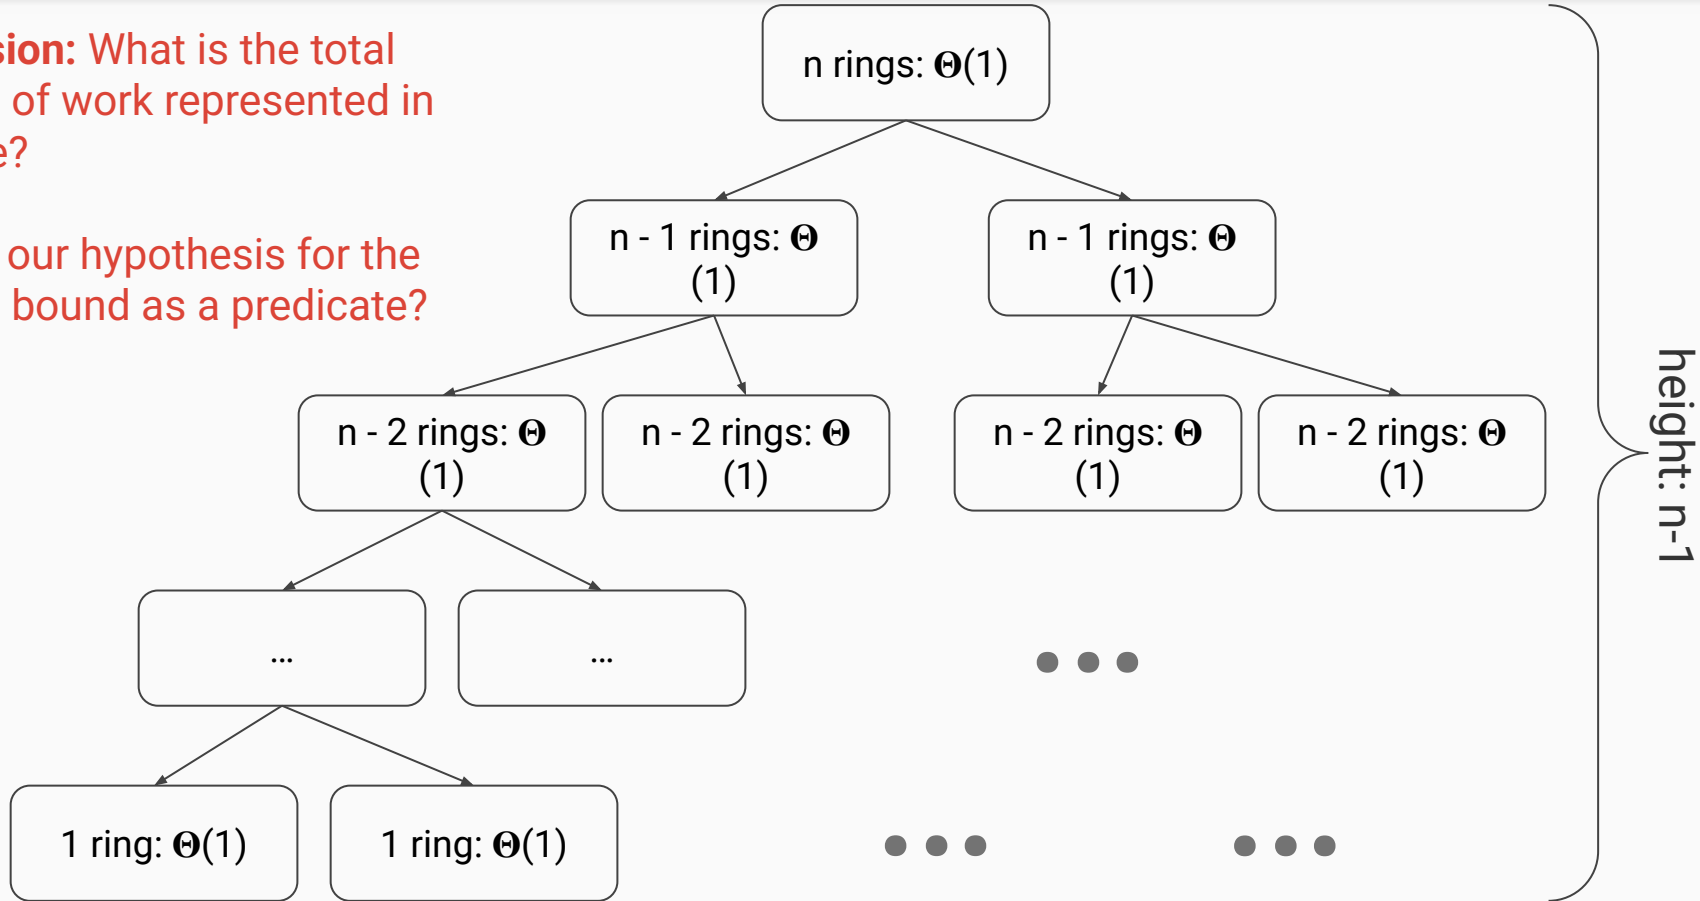 sion: What is the total
of work represented in
e?
our hypothesis for the
bound as a predicate?
n rings: Θ(1)
n - 1 rings: Θ
(1)
n - 1 rings: Θ
(1)
n - 2 rings: Θ
(1)
n - 2 rings: Θ
(1)
n - 2 rings: Θ
(1)
n - 2 rings: Θ
(1)
...
...
1 ring: Θ(1)
1 ring: Θ(1)
height: n-1